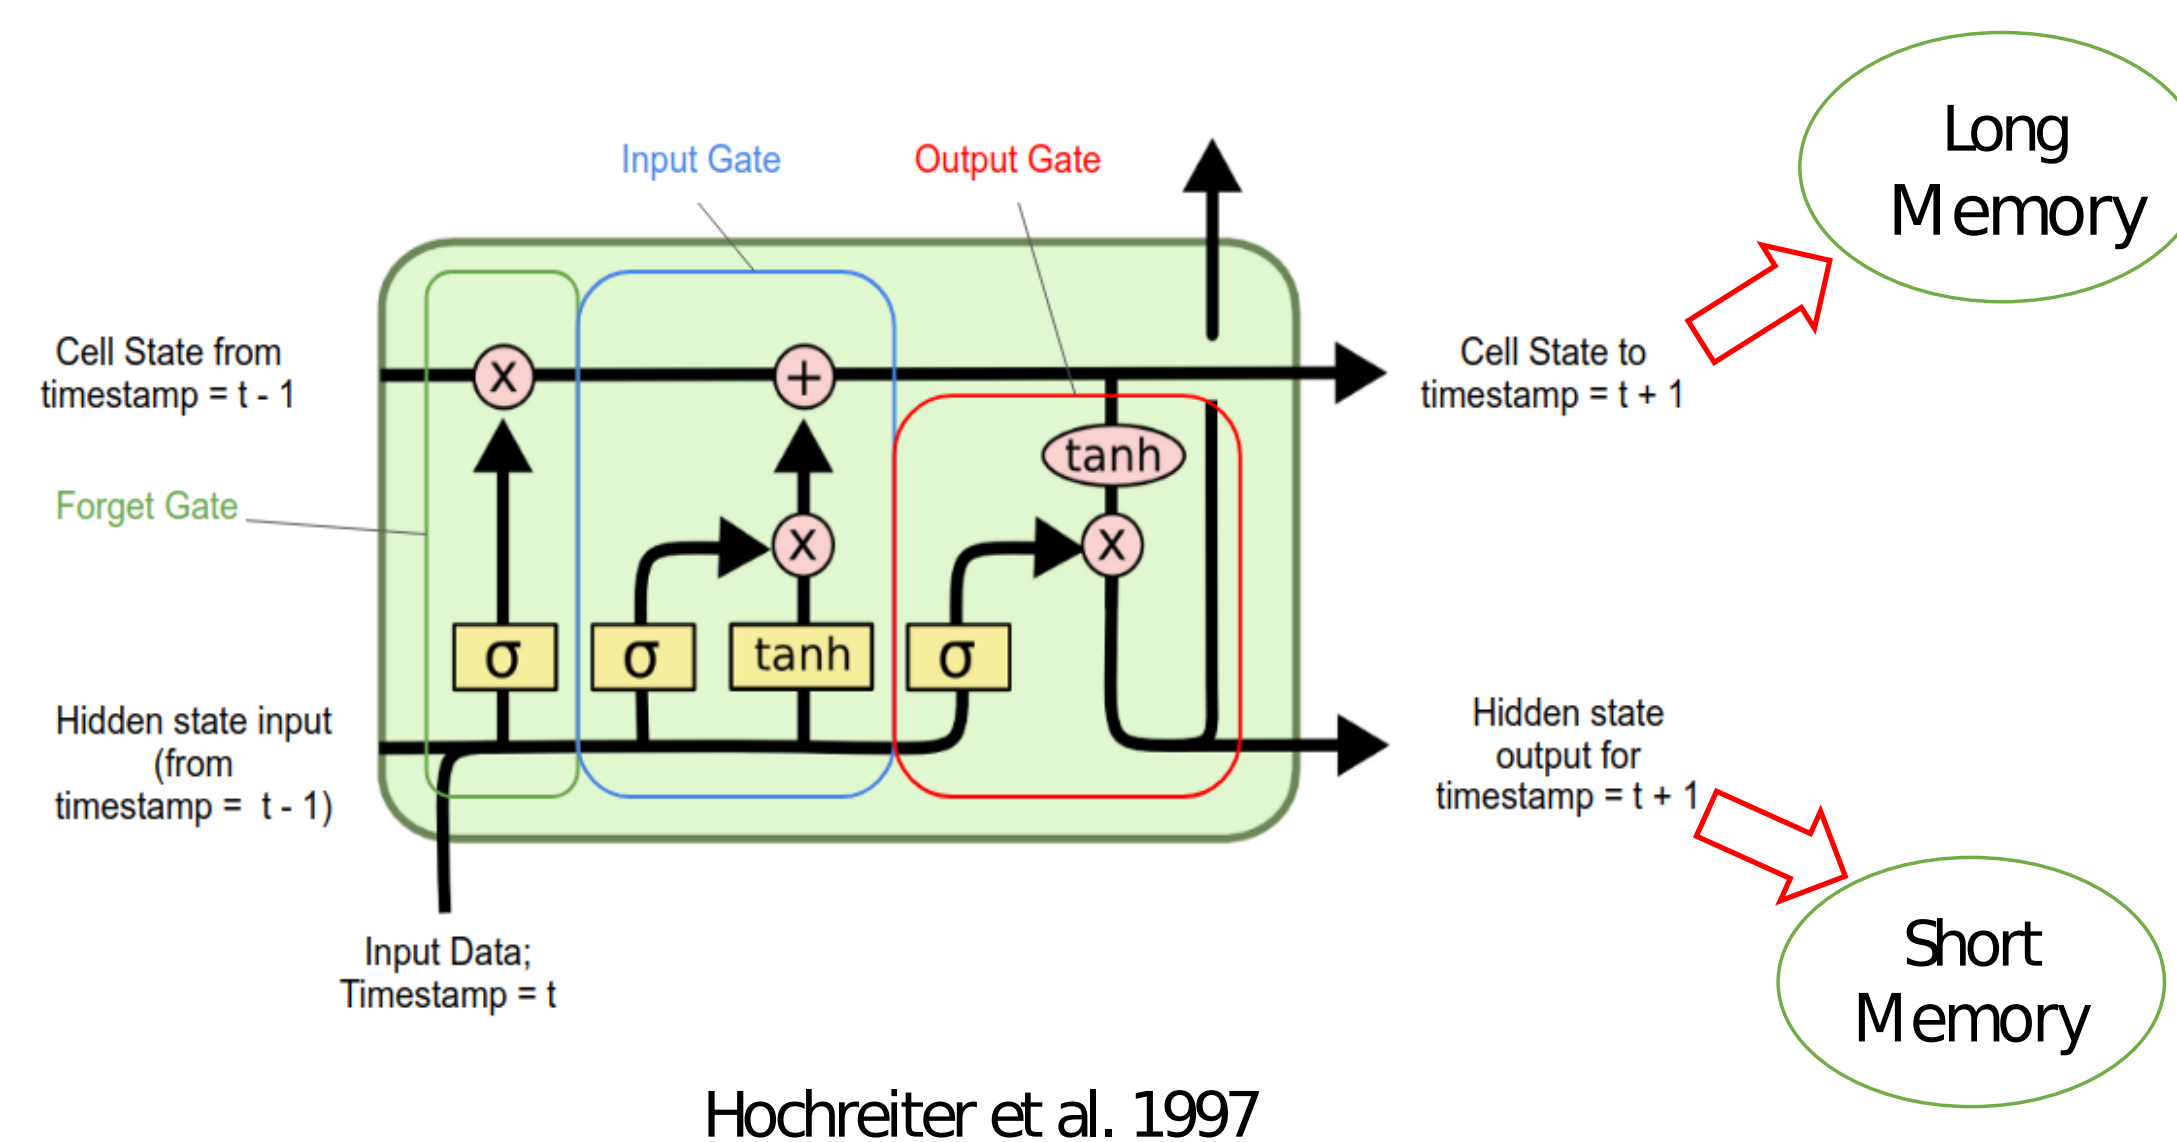 Long
Memory
Input Gate
Output Gate
Cell State from
timestamp = t - 1
x
+
Cell State to
timestamp = t + 1
tanh
Forget Gate
x
x
σ
σ
tanh
σ
Hidden state input
(from
timestamp = t - 1)
Hidden state
output for
timestamp = t + 1
Input Data;
Timestamp = t
Short
Memory
Hochreiter et al. 1997